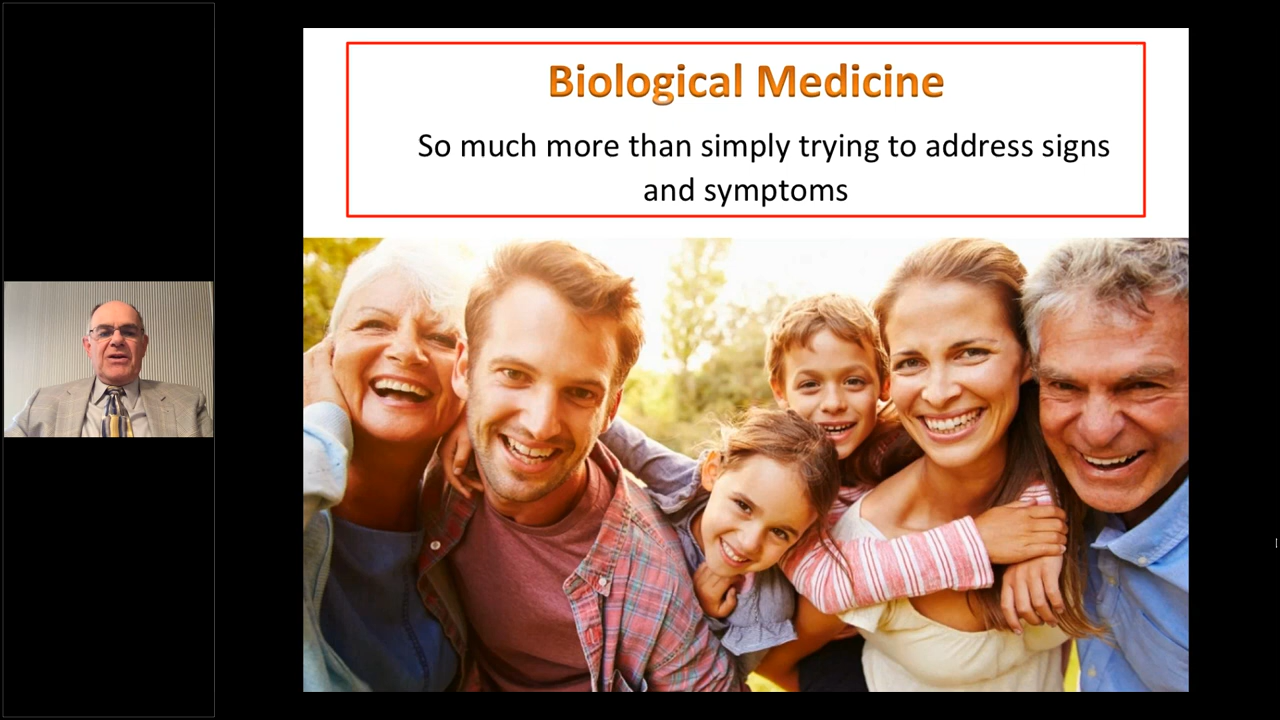 Biological Medicine
So much more than simply trying to address signs
and symptoms